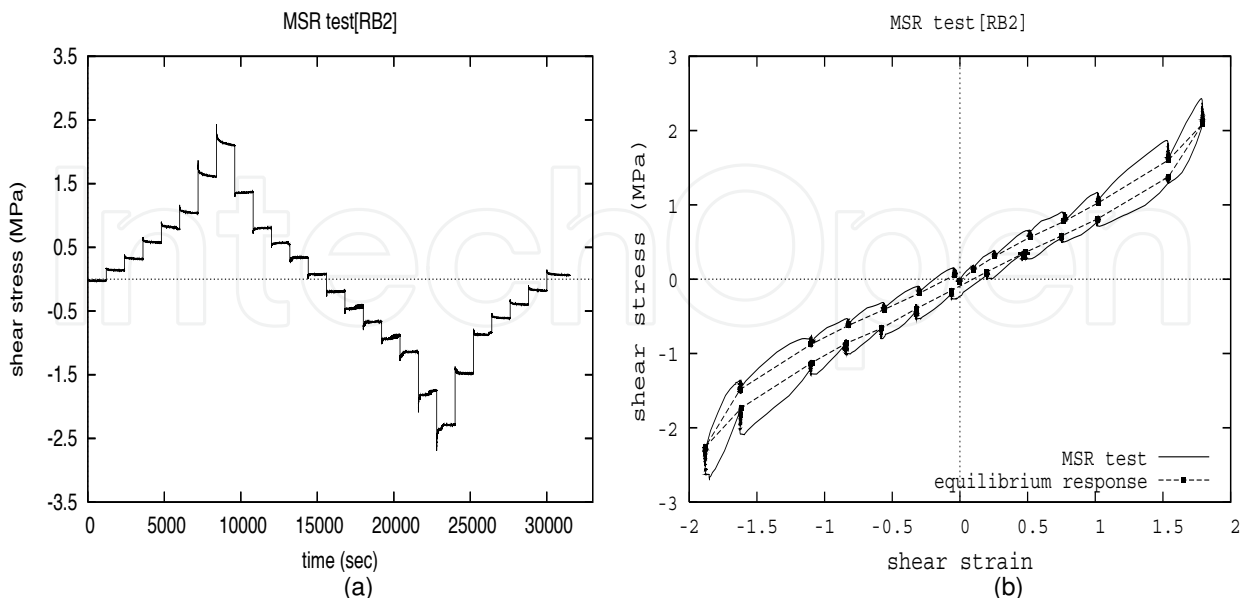 MSR test[RB2]
3.5
2.5
1.5
0.5
-0.5
-1.5
-2.5
-3.5
shear stress (MPa)
0 5000 10000 15000 20000 25000 30000
time (sec)
(a)
MSR test[RB2]
3
2
1
0
-1
-2
-3
shear stress (MPa)
MSR test
equilibrium response
-2 -1.5 -1 -0.5 0 0.5 1 1.5 2
shear strain
(b)
IntechOpen